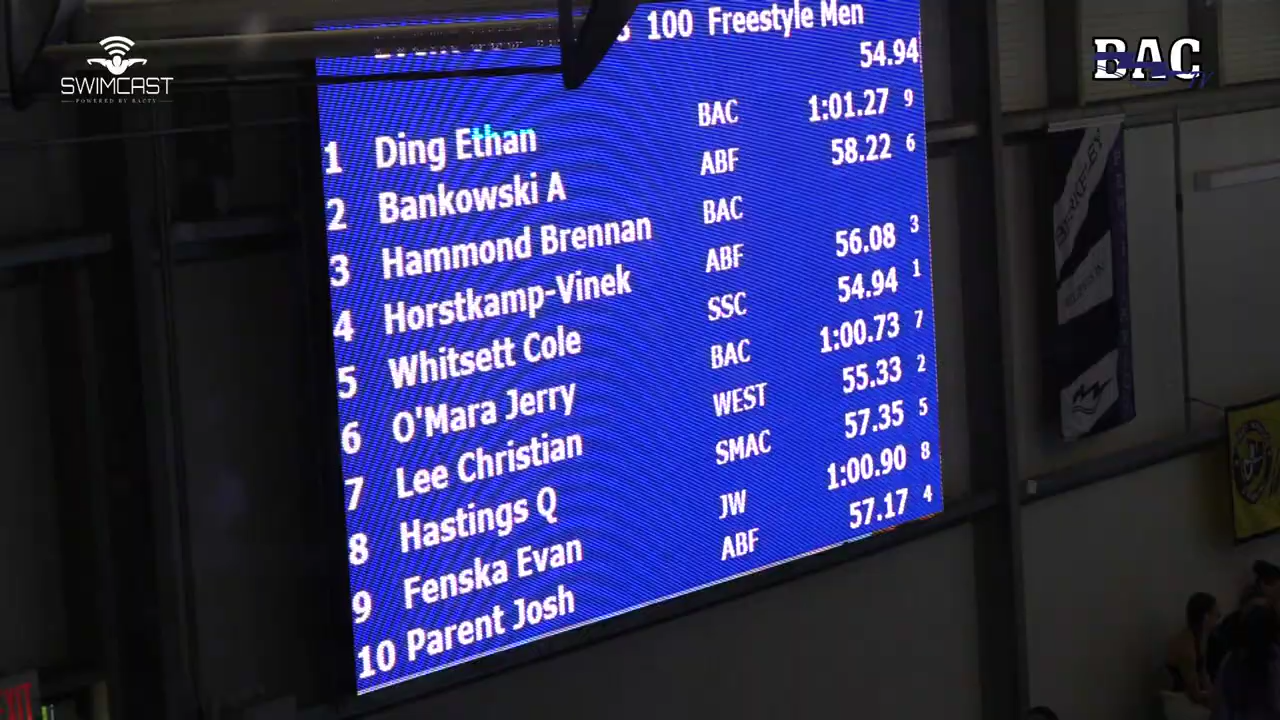 SWIMCAST
POWERED BY BACTV
BAC
100 Freestyle Men
54.94
1 Ding Ethan BAC 1:01.27 9
2 Bankowski A ABF 58.22 6
3 Hammond Brennan BAC
4 Horstkamp-Vinek ABF 56.08 3
5 Whitsett Cole SSC 54.94 1
6 O'Mara Jerry BAC 1:00.73 7
7 Lee Christian WEST 55.33 2
8 Hastings Q SMAC 57.35 5
9 Fenska Evan JW 1:00.90 8
10 Parent Josh ABF 57.17 4